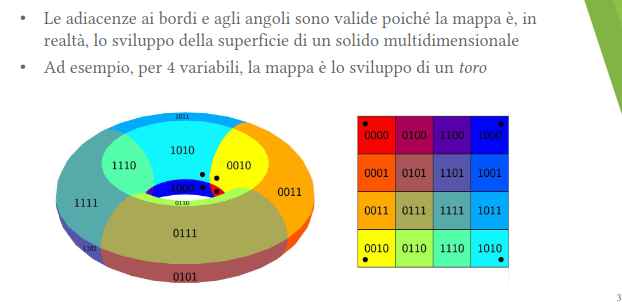 • Le adiacenze ai bordi e agli angoli sono valide poiché la mappa è, in
realtà, lo sviluppo della superficie di un solido multidimensionale
• Ad esempio, per 4 variabili, la mappa è lo sviluppo di un toro
1011
1010
1110
0010
1000
0011
1111
0110
0111
1101
0101
0000 0100 1100 1000
0001 0101 1101 1001
0011 0111 1111 1011
0010 0110 1110 1010
3